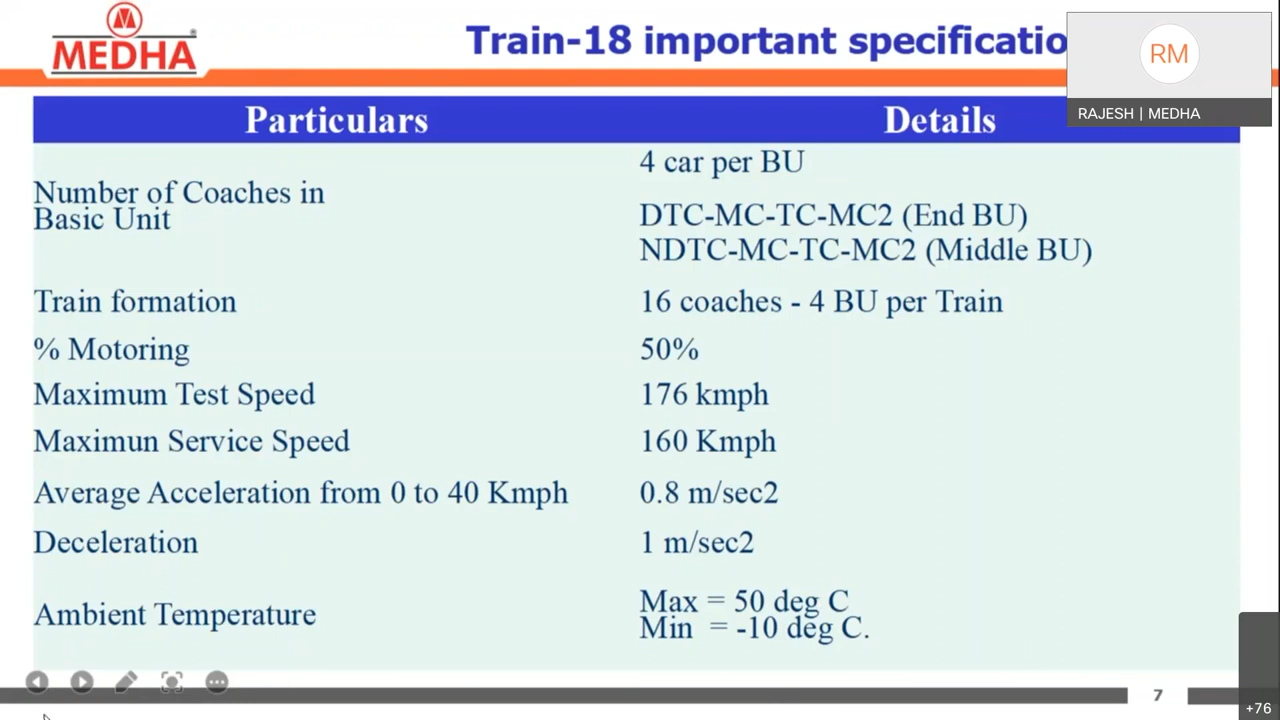 MEDHA
Train-18 important specificatio
RM
RAJESH | MEDHA
Particulars Details
Number of Coaches in
Basic Unit
4 car per BU
DTC-MC-TC-MC2 (End BU)
NDTC-MC-TC-MC2 (Middle BU)
Train formation 16 coaches - 4 BU per Train
% Motoring 50%
Maximum Test Speed 176 kmph
Maximun Service Speed 160 Kmph
Average Acceleration from 0 to 40 Kmph 0.8 m/sec2
Deceleration 1 m/sec2
Ambient Temperature
Max = 50 deg C
Min = -10 deg C.
7
+76